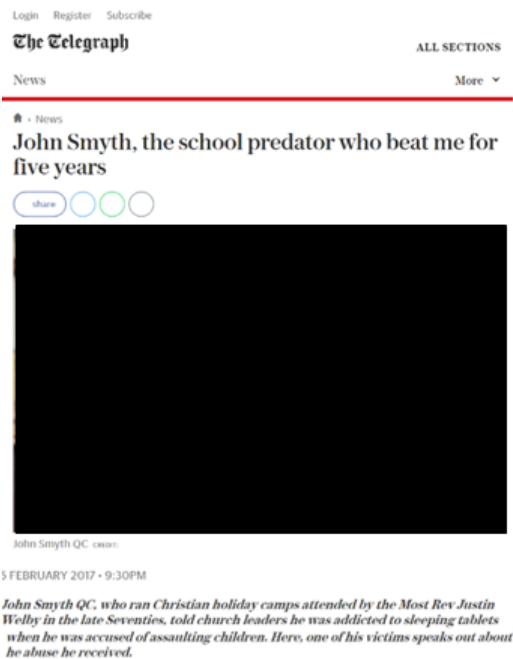 Login Register Subscribe
The Telegraph
ALL SECTIONS
News
More
News
John Smyth, the school predator who beat me for
five years
share
John Smyth QC CREDIT:
5 FEBRUARY 2017 • 9:30PM
John Smyth QC, who ran Christian holiday camps attended by the Most Rev Justin
Welby in the late Seventies, told church leaders he was addicted to sleeping tablets
when he was accused of assaulting children. Here, one of his victims speaks out about
he abuse he received.